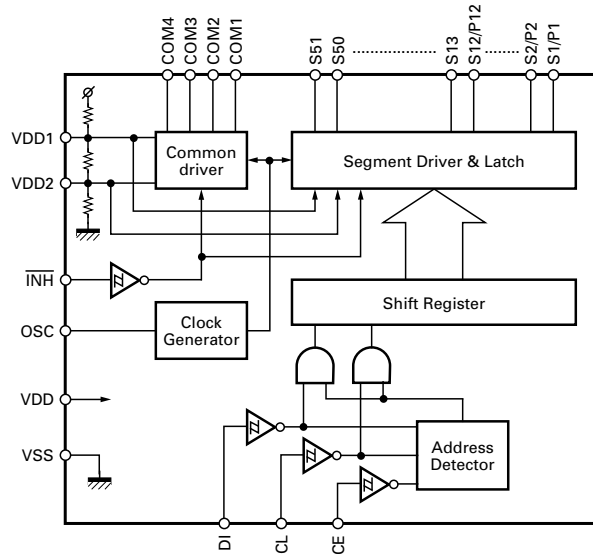 COM4
COM3
COM2
COM1
S51
S50
S13
S12/P12
S2/P2
S1/P1
VDD1
Common
driver
Segment Driver & Latch
VDD2
INH
Shift Register
OSC
Clock
Generator
VDD
VSS
Address
Detector
DI
CL
CE